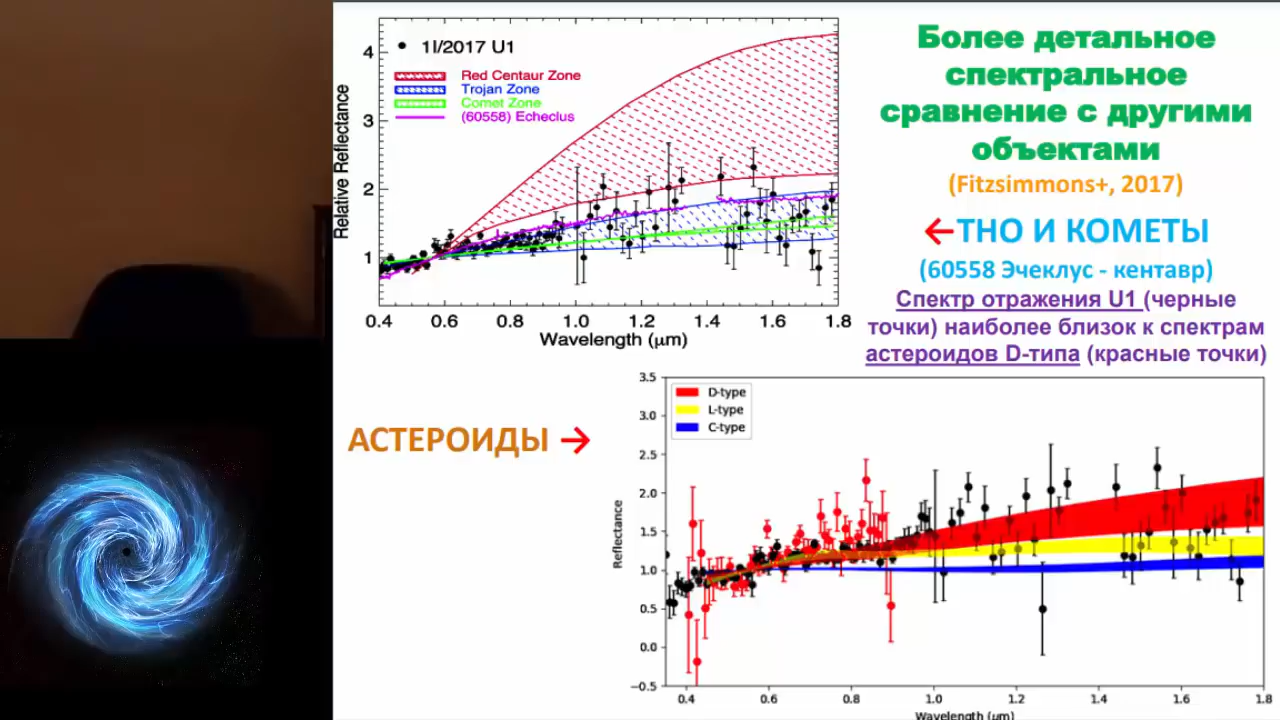 4
3
2
1
Relative Reflectance
1I/2017 U1
Red Centaur Zone
Trojan Zone
Comet Zone
(60558) Echeclus
0.4 0.6 0.8 1.0 1.2 1.4 1.6 1.8
Wavelength (μm)
Более детальное
спектральное
сравнение с другими
объектами
(Fitzsimmons+, 2017)
←ТНО И КОМЕТЫ
(60558 Эчеклус - кентавр)
Спектр отражения U1 (черные
точки) наиболее близок к спектрам
астероидов D-типа (красные точки)
АСТЕРОИДЫ →
3.5
3.0
2.5
2.0
1.5
1.0
0.5
0.0
−0.5
Reflectance
D-type
L-type
C-type
0.4 0.6 0.8 1.0 1.2 1.4 1.6 1.8
Wavelength (μm)